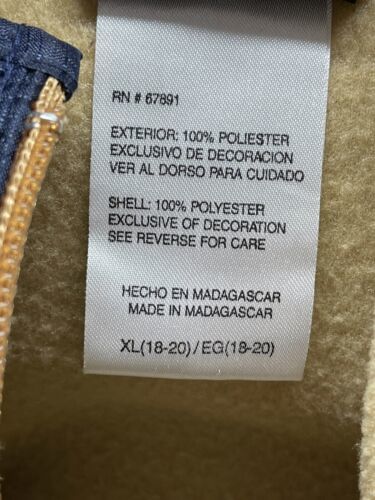 RN # 67891
EXTERIOR: 100% POLIESTER
EXCLUSIVO DE DECORACION
VER AL DORSO PARA CUIDADO
SHELL: 100% POLYESTER
EXCLUSIVE OF DECORATION
SEE REVERSE FOR CARE
HECHO EN MADAGASCAR
MADE IN MADAGASCAR
XL(18-20)/EG(18-20)